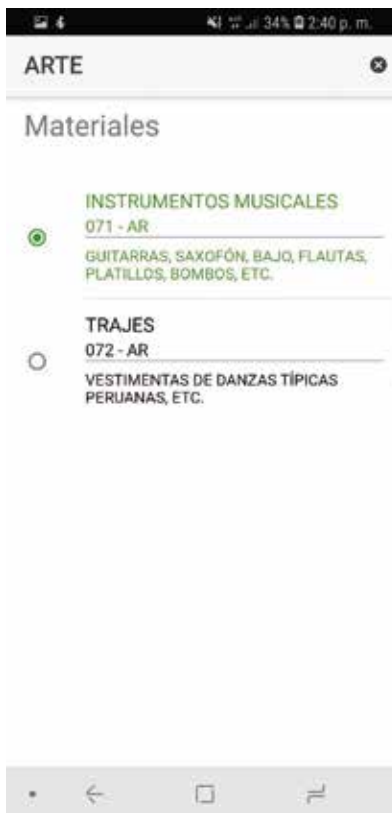 34% 2:40 p. m.
ARTE
Materiales
INSTRUMENTOS MUSICALES
071 - AR
GUITARRAS, SAXOFÓN, BAJO, FLAUTAS,
PLATILLOS, BOMBOS, ETC.
TRAJES
072 - AR
VESTIMENTAS DE DANZAS TÍPICAS
PERUANAS, ETC.